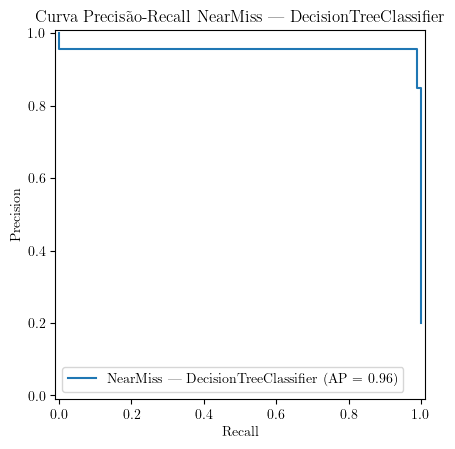 Curva Precisão-Recall NearMiss — DecisionTreeClassifier
1.0
0.8
0.6
0.4
0.2
0.0
Precision
NearMiss — DecisionTreeClassifier (AP = 0.96)
0.0 0.2 0.4 0.6 0.8 1.0
Recall